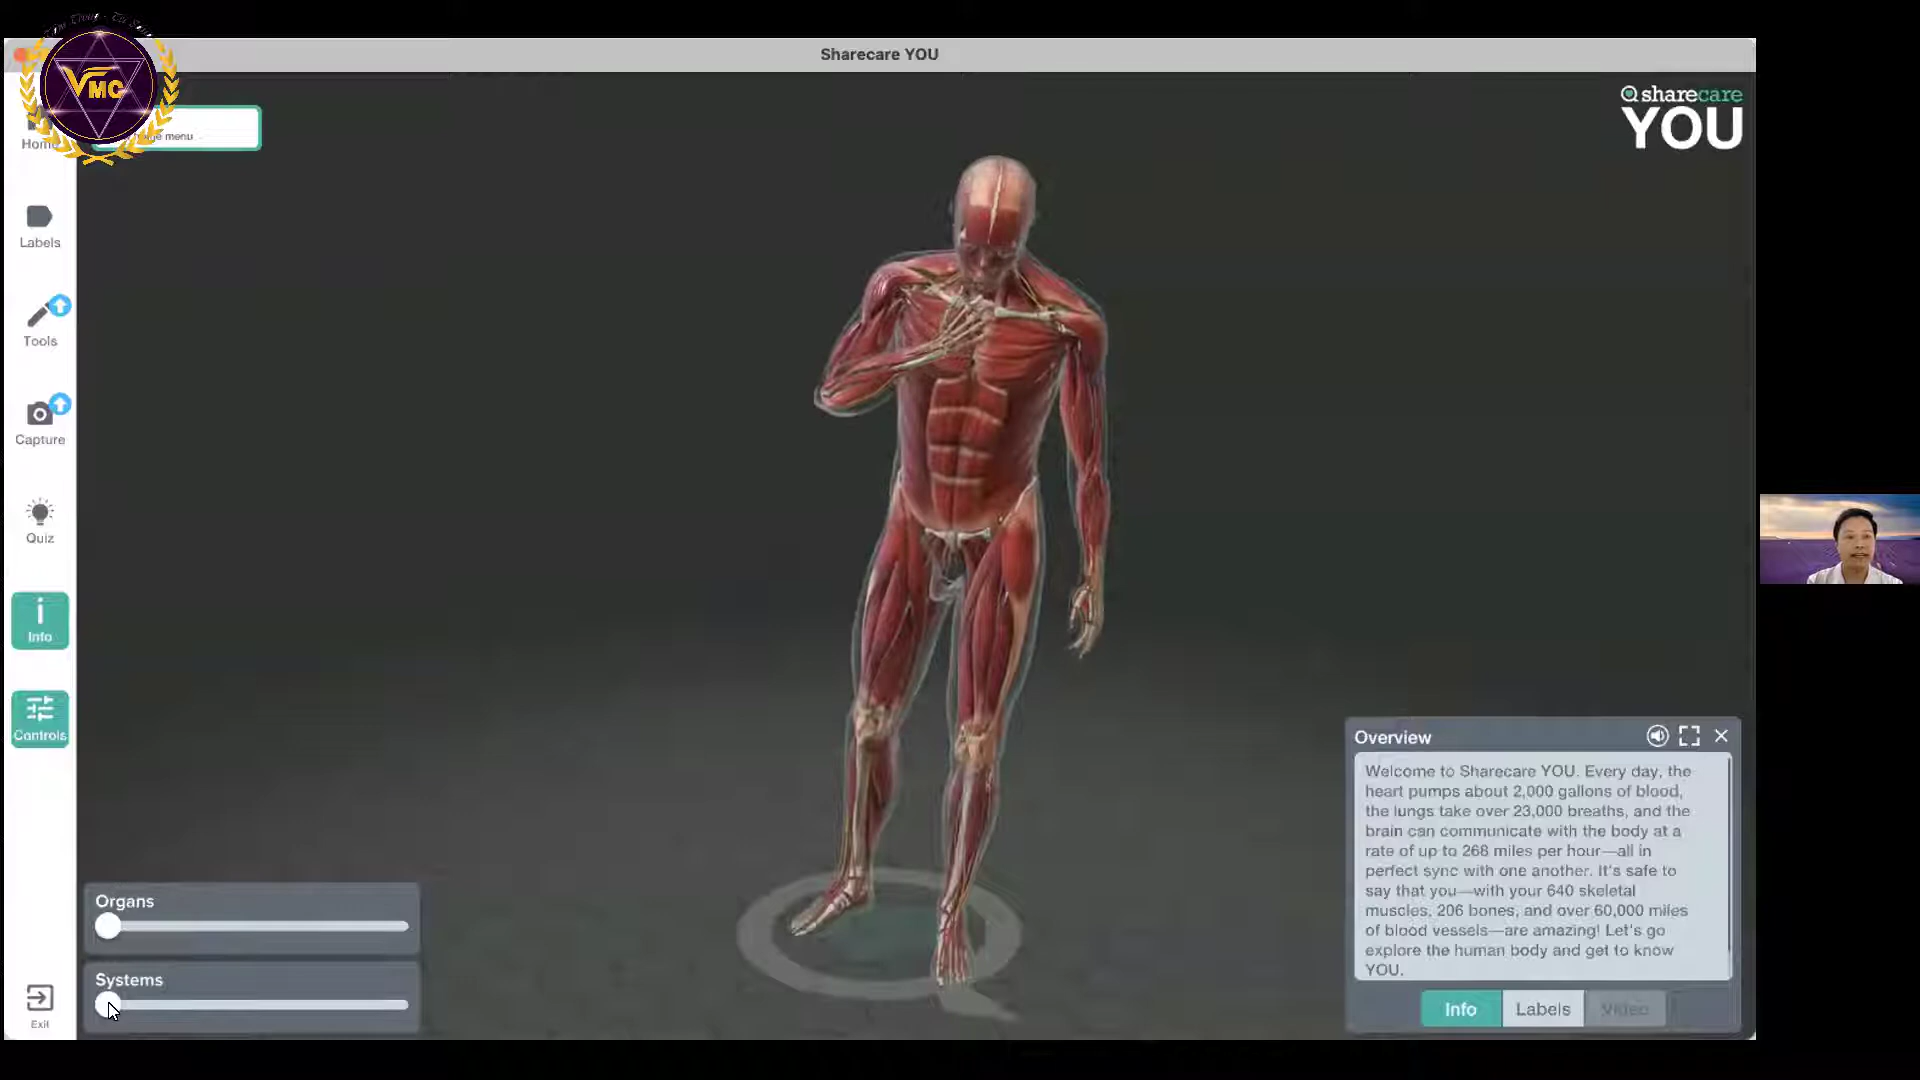 Sharecare YOU
VMC
sharecare
YOU
Home
menu
Labels
Tools
Capture
Quiz
Info
Controls
Exit
Organs
Systems
Overview
Welcome to Sharecare YOU. Every day, the
heart pumps about 2,000 gallons of blood,
the lungs take over 23,000 breaths, and the
brain can communicate with the body at a
rate of up to 268 miles per hour—all in
perfect sync with one another. It's safe to
say that you—with your 640 skeletal
muscles, 206 bones, and over 60,000 miles
of blood vessels—are amazing! Let's go
explore the human body and get to know
YOU.
Info
Labels
Video